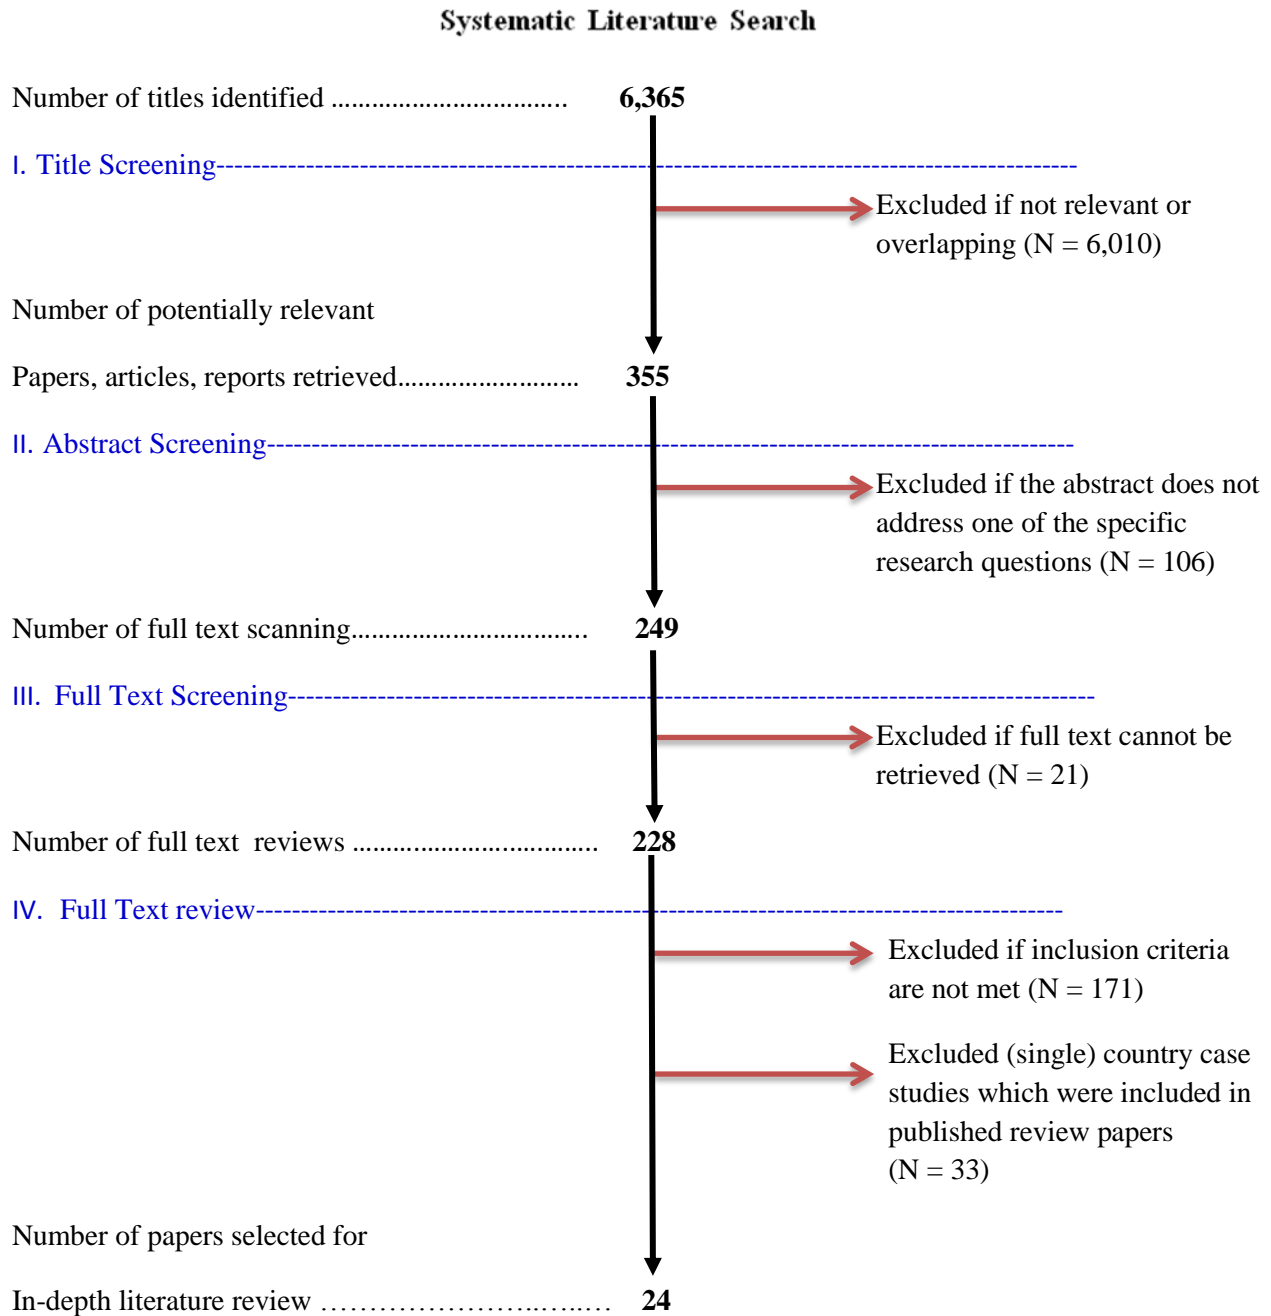 Systematic Literature Search
Number of titles identified ................................... 6,365
I. Title Screening-----------------------------------------------------------------------------------------------
Excluded if not relevant or
overlapping (N = 6,010)
Number of potentially relevant
Papers, articles, reports retrieved........................... 355
II. Abstract Screening-----------------------------------------------------------------------------------------
Excluded if the abstract does not
address one of the specific
research questions (N = 106)
Number of full text scanning................................... 249
III. Full Text Screening-----------------------------------------------------------------------------------------
Excluded if full text cannot be
retrieved (N = 21)
Number of full text reviews .................................... 228
IV. Full Text review-----------------------------------------------------------------------------------------
Excluded if inclusion criteria
are not met (N = 171)
Excluded (single) country case
studies which were included in
published review papers
(N = 33)
Number of papers selected for
In-depth literature review ................................... 24